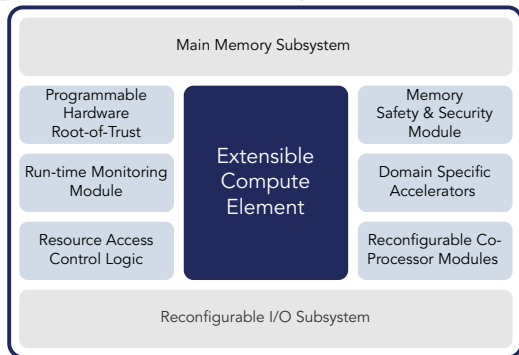 Main Memory Subsystem
Programmable
Hardware
Root-of-Trust
Run-time Monitoring
Module
Resource Access
Control Logic
Extensible
Compute
Element
Memory
Safety & Security
Module
Domain Specific
Accelerators
Reconfigurable Co-
Processor Modules
Reconfigurable I/O Subsystem